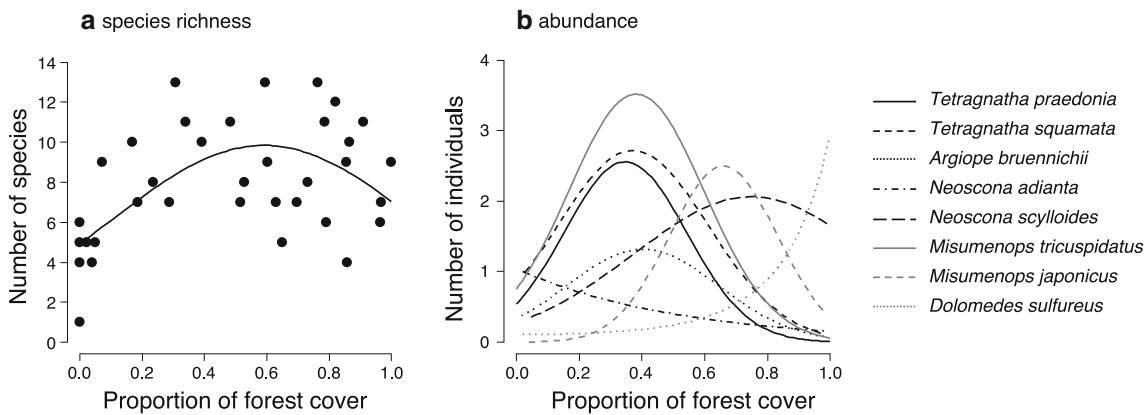 a species richness
Number of species
14
12
10
8
6
4
2
0
0.0 0.2 0.4 0.6 0.8 1.0
Proportion of forest cover
b abundance
Number of individuals
4
3
2
1
0
0.0 0.2 0.4 0.6 0.8 1.0
Proportion of forest cover
Tetragnatha praedonia
Tetragnatha squamata
Argiope bruennichii
Neoscona adianta
Neoscona scylloides
Misumenops tricuspidatus
Misumenops japonicus
Dolomedes sulfureus